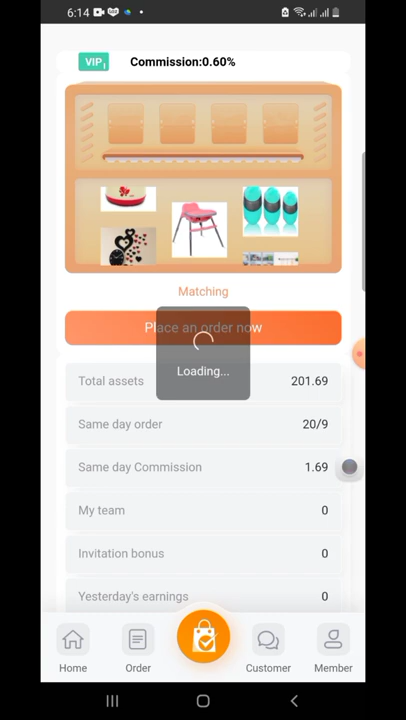 6:14
VIP1
Commission:0.60%
Matching
Place an order now
Loading...
Total assets 201.69
Same day order 20/9
Same day Commission 1.69
My team 0
Invitation bonus 0
Yesterday's earnings 0
Home Order Customer Member